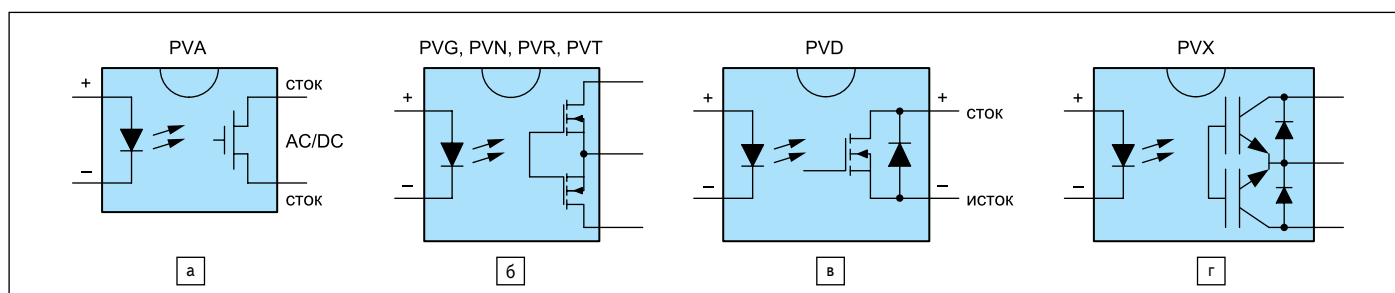 PVA
+
сток
AC/DC
–
сток
а
PVG, PVN, PVR, PVT
+
–
б
PVD
+
+
сток
–
–
исток
в
PVX
+
–
г